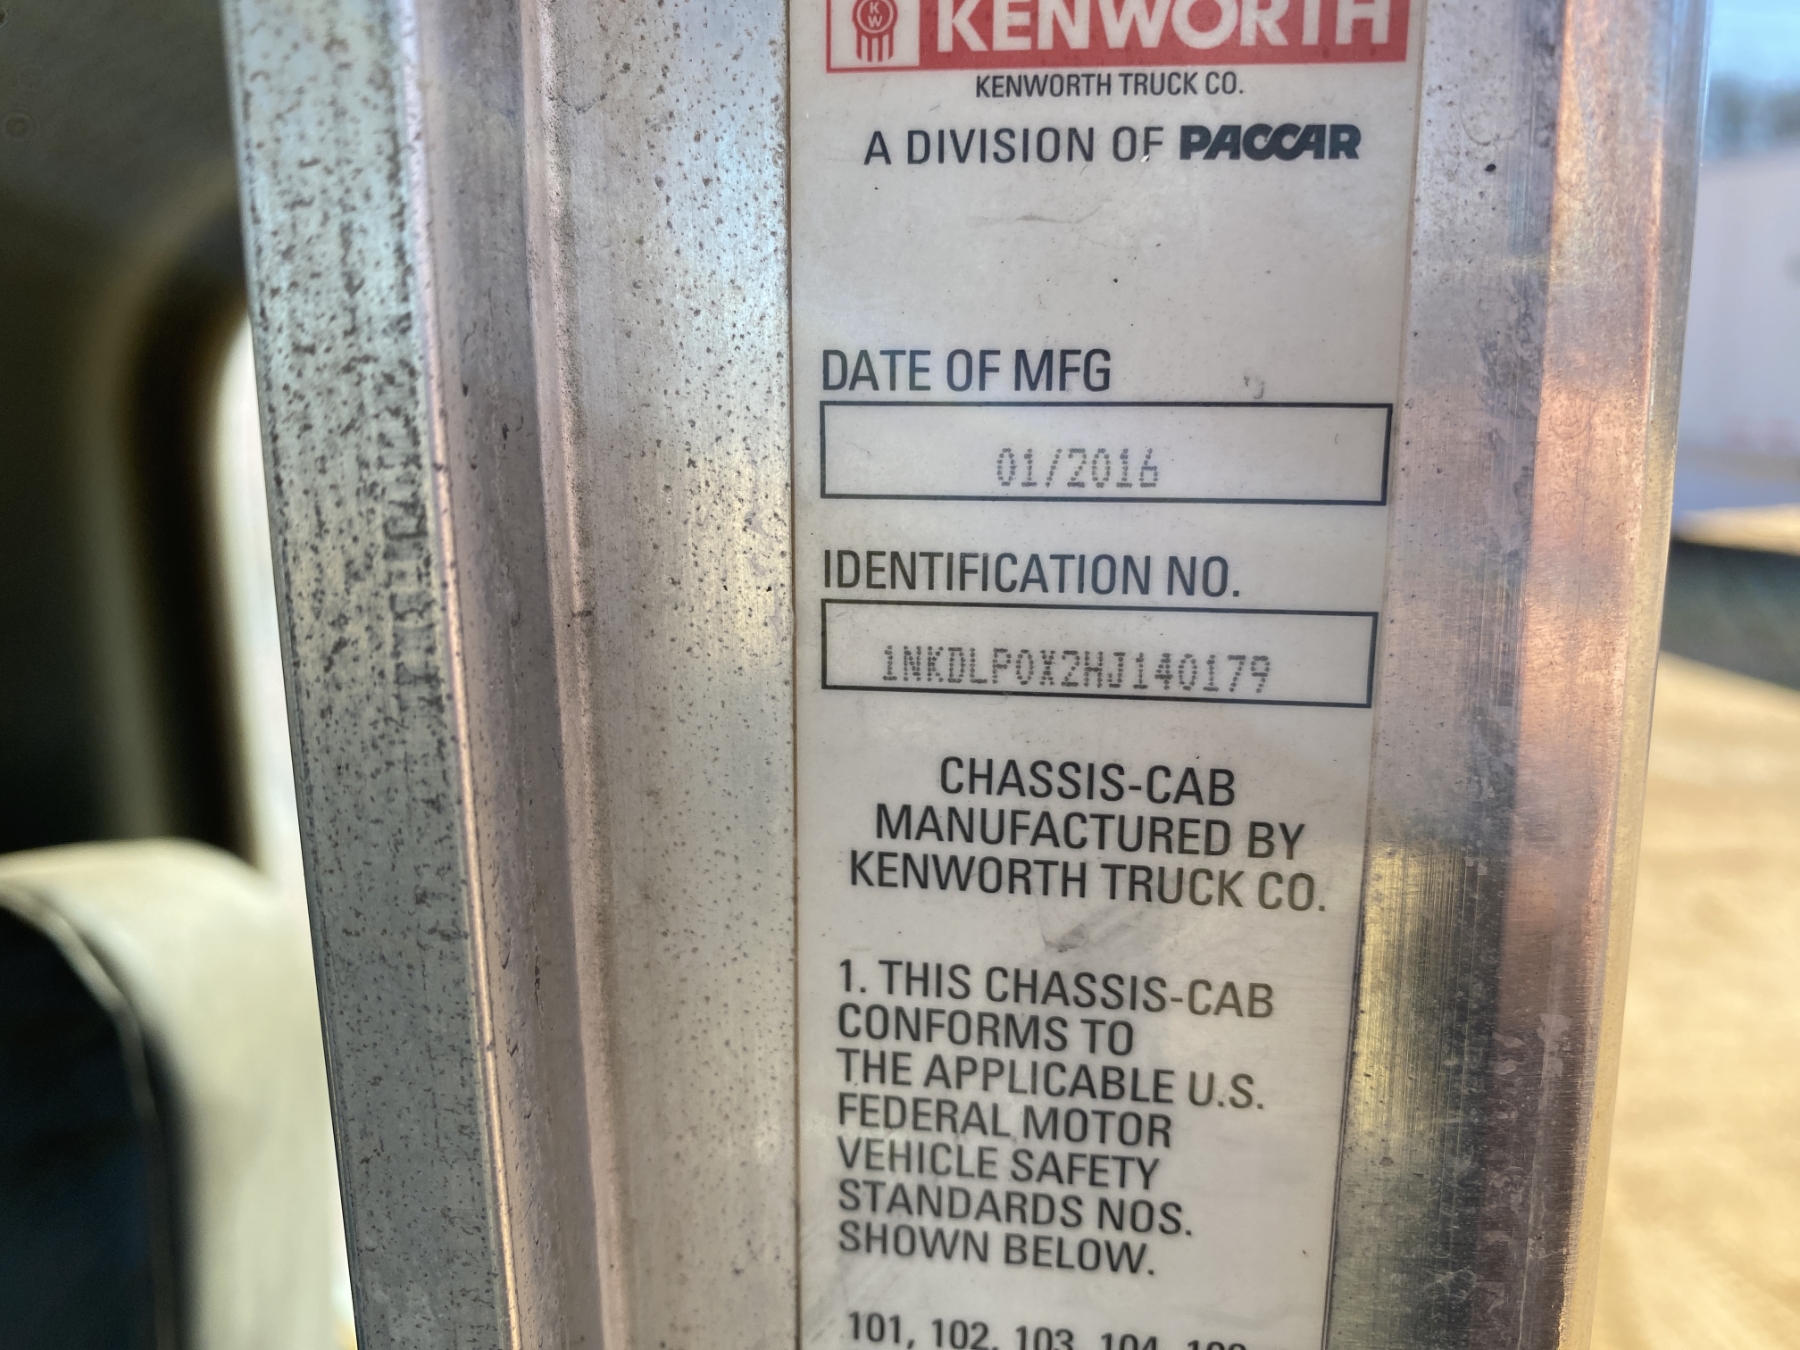 KW
KENWORTH
KENWORTH TRUCK CO.
A DIVISION OF PACCAR
DATE OF MFG
01/2016
IDENTIFICATION NO.
1NKDLP0X2HJ140179
CHASSIS-CAB
MANUFACTURED BY
KENWORTH TRUCK CO.
1. THIS CHASSIS-CAB
CONFORMS TO
THE APPLICABLE U.S.
FEDERAL MOTOR
VEHICLE SAFETY
STANDARDS NOS.
SHOWN BELOW.
101, 102, 103, 104,